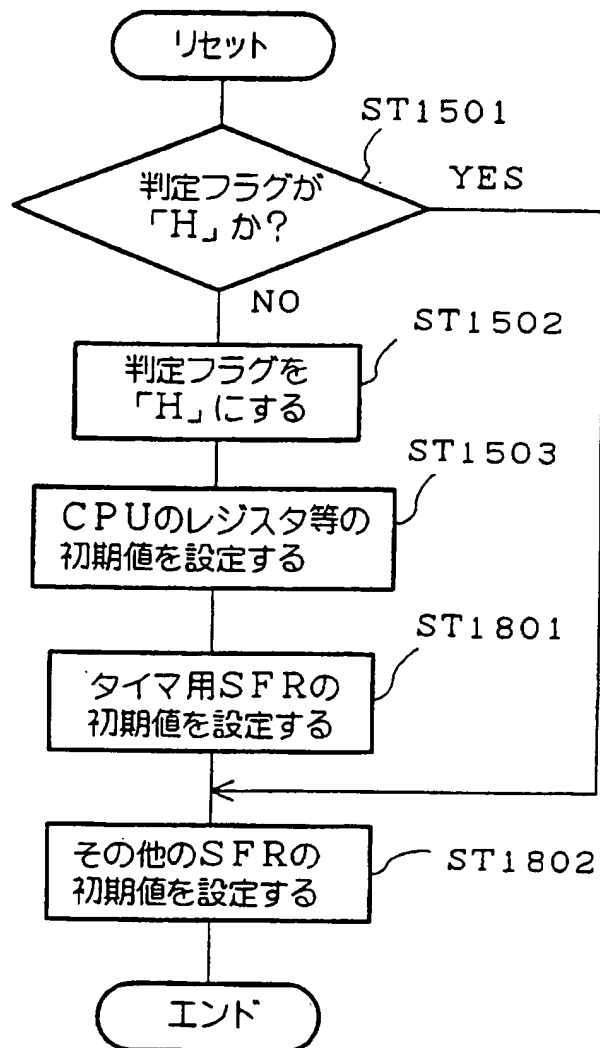 リセット
ST1501
判定フラグが
「H」か?
YES
NO
ST1502
判定フラグを
「H」にする
ST1503
CPUのレジスタ等の
初期値を設定する
ST1801
タイマ用SFRの
初期値を設定する
その他のSFRの
初期値を設定する
ST1802
エンド